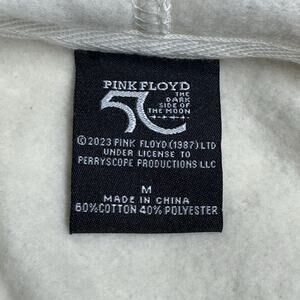 PINK FLOYD
50
THE
DARK
SIDE OF
THE MOON
©2023 PINK FLOYD (1987) LTD
UNDER LICENSE TO
PERRYSCOPE PRODUCTIONS LLC
M
MADE IN CHINA
60%COTTON 40%POLYESTER